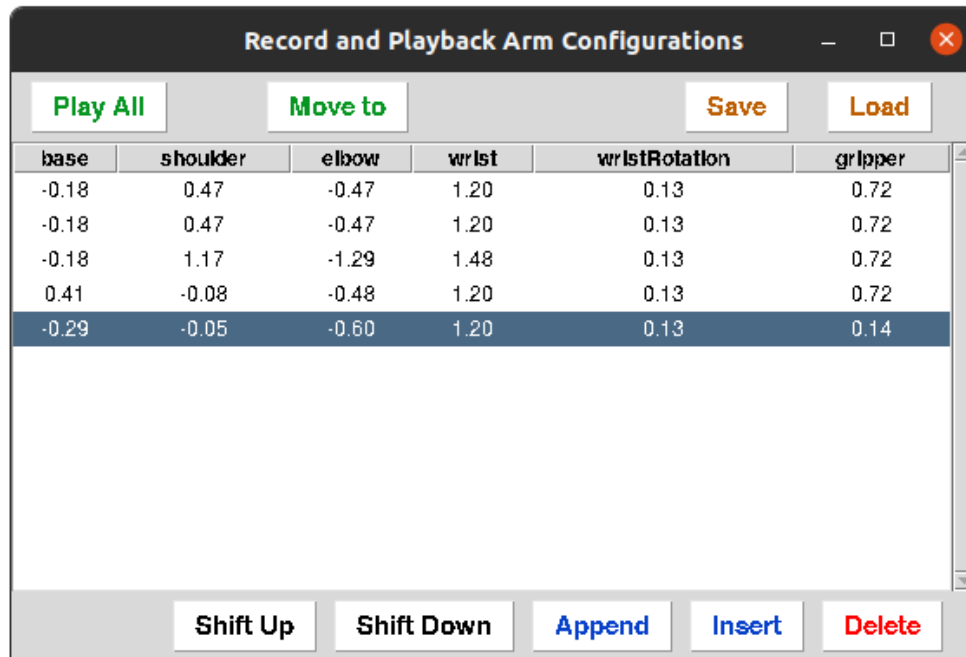 Record and Playback Arm Configurations
Play All Move to Save Load
base shoulder elbow wrist wristRotation gripper
-0.18 0.47 -0.47 1.20 0.13 0.72
-0.18 0.47 -0.47 1.20 0.13 0.72
-0.18 1.17 -1.29 1.48 0.13 0.72
0.41 -0.08 -0.48 1.20 0.13 0.72
-0.29 -0.05 -0.60 1.20 0.13 0.14
Shift Up Shift Down Append Insert Delete